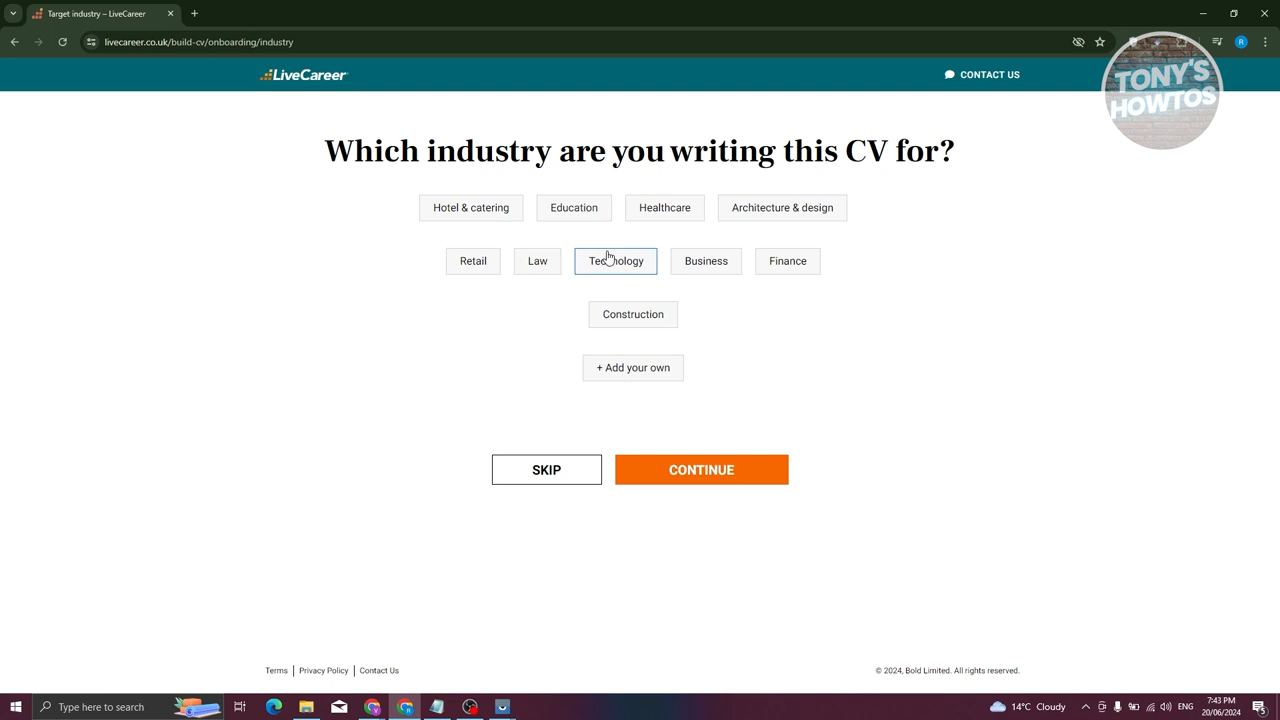 Target industry – LiveCareer
livecareer.co.uk/build-cv/onboarding/industry
LiveCareer
CONTACT US
TONY'S
HOWTOS
Which industry are you writing this CV for?
Hotel & catering Education Healthcare Architecture & design
Retail Law Technology Business Finance
Construction
+ Add your own
SKIP CONTINUE
Terms | Privacy Policy | Contact Us
© 2024, Bold Limited. All rights reserved.
Type here to search
14°C Cloudy
ENG
7:43 PM
20/06/2024